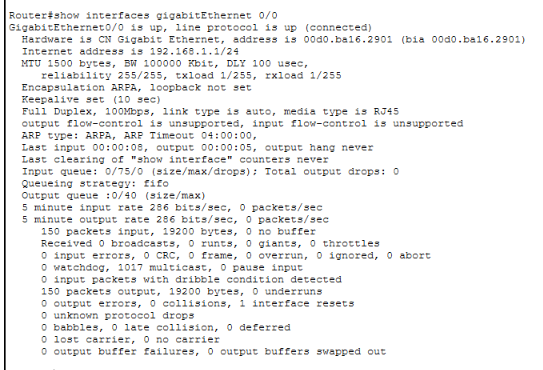 Router#show interfaces gigabitEthernet 0/0
GigabitEthernet0/0 is up, line protocol is up (connected)
Hardware is CN Gigabit Ethernet, address is 00d0.ba16.2901 (bia 00d0.ba16.2901)
Internet address is 192.168.1.1/24
MTU 1500 bytes, BW 100000 Kbit, DLY 100 usec,
reliability 255/255, txload 1/255, rxload 1/255
Encapsulation ARPA, loopback not set
Keepalive set (10 sec)
Full Duplex, 100Mbps, link type is auto, media type is RJ45
output flow-control is unsupported, input flow-control is unsupported
ARP type: ARPA, ARP Timeout 04:00:00,
Last input 00:00:08, output 00:00:05, output hang never
Last clearing of "show interface" counters never
Input queue: 0/75/0 (size/max/drops); Total output drops: 0
Queueing strategy: fifo
Output queue :0/40 (size/max)
5 minute input rate 286 bits/sec, 0 packets/sec
5 minute output rate 286 bits/sec, 0 packets/sec
150 packets input, 19200 bytes, 0 no buffer
Received 0 broadcasts, 0 runts, 0 giants, 0 throttles
0 input errors, 0 CRC, 0 frame, 0 overrun, 0 ignored, 0 abort
0 watchdog, 1017 multicast, 0 pause input
0 input packets with dribble condition detected
150 packets output, 19200 bytes, 0 underruns
0 output errors, 0 collisions, 1 interface resets
0 unknown protocol drops
0 babbles, 0 late collision, 0 deferred
0 lost carrier, 0 no carrier
0 output buffer failures, 0 output buffers swapped out